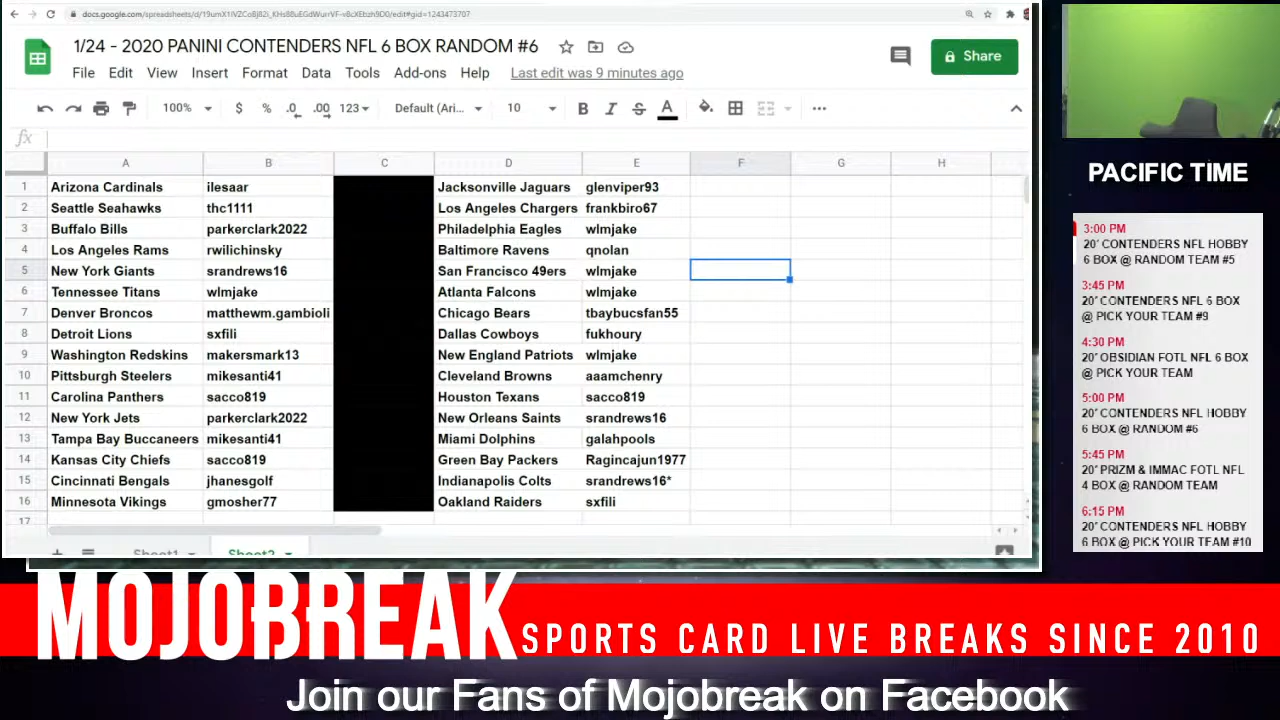 docs.google.com/spreadsheets/d/19umX1IVZCoBj82i_KHs88uEGdWurrVF-v8cXEbzh9D0/edit#gid=1243473707
1/24 - 2020 PANINI CONTENDERS NFL 6 BOX RANDOM #6
Share
File Edit View Insert Format Data Tools Add-ons Help Last edit was 9 minutes ago
100% $ % .0 .00 123 Default (Ari... 10 B I S A
fx
A B C D E F G H
1 Arizona Cardinals ilesaar Jacksonville Jaguars glenviper93
2 Seattle Seahawks thc1111 Los Angeles Chargers frankbiro67
3 Buffalo Bills parkerclark2022 Philadelphia Eagles wlmjake
4 Los Angeles Rams rwilichinsky Baltimore Ravens qnolan
5 New York Giants srandrews16 San Francisco 49ers wlmjake
6 Tennessee Titans wlmjake Atlanta Falcons wlmjake
7 Denver Broncos matthewm.gambioli Chicago Bears tbaybucsfan55
8 Detroit Lions sxfili Dallas Cowboys fukhoury
9 Washington Redskins makersmark13 New England Patriots wlmjake
10 Pittsburgh Steelers mikesanti41 Cleveland Browns aaamchenry
11 Carolina Panthers sacco819 Houston Texans sacco819
12 New York Jets parkerclark2022 New Orleans Saints srandrews16
13 Tampa Bay Buccaneers mikesanti41 Miami Dolphins galahpools
14 Kansas City Chiefs sacco819 Green Bay Packers Ragincajun1977
15 Cincinnati Bengals jhanesgolf Indianapolis Colts srandrews16*
16 Minnesota Vikings gmosher77 Oakland Raiders sxfili
17
Sheet1 Sheet2
PACIFIC TIME
3:00 PM
20' CONTENDERS NFL HOBBY
6 BOX @ RANDOM TEAM #5
3:45 PM
20' CONTENDERS NFL 6 BOX
@ PICK YOUR TEAM #9
4:30 PM
20' OBSIDIAN FOTL NFL 6 BOX
@ PICK YOUR TEAM
5:00 PM
20' CONTENDERS NFL HOBBY
6 BOX @ RANDOM #6
5:45 PM
20' PRIZM & IMMAC FOTL NFL
4 BOX @ RANDOM TEAM
6:15 PM
20' CONTENDERS NFL HOBBY
6 BOX @ PICK YOUR TEAM #10
MOJOBREAK
SPORTS CARD LIVE BREAKS SINCE 2010
Join our Fans of Mojobreak on Facebook